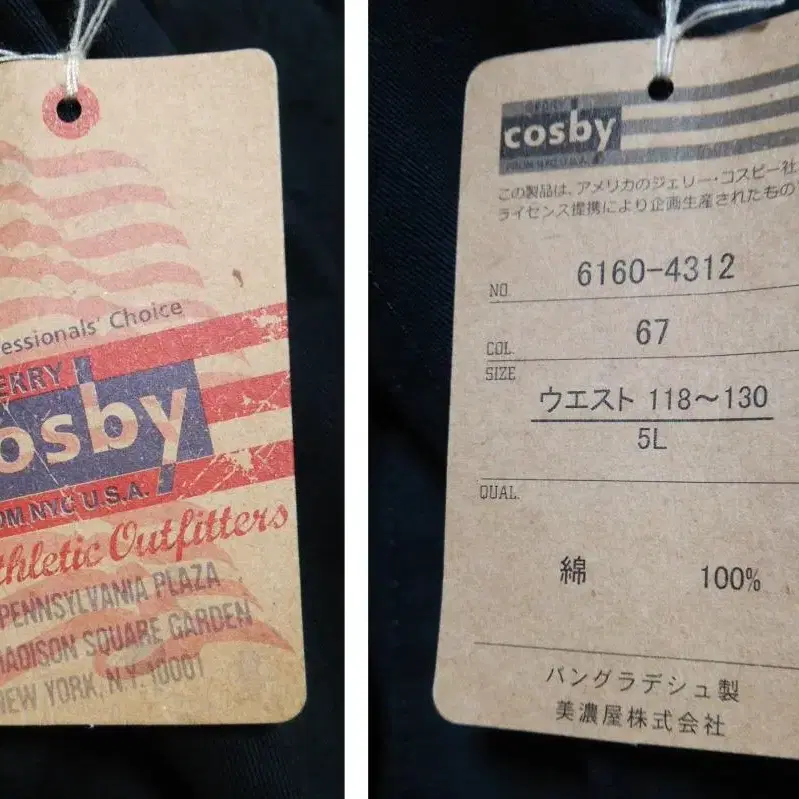 essionals' Choice
ERRY
osby
OM NYC U.S.A.
thletic Outfitters
PENNSYLVANIA PLAZA
MADISON SQUARE GARDEN
NEW YORK, N.Y. 10001
cosby
この製品は、アメリカのジェリー・コスビー社
ライセンス提携により企画生産されたもの
NO. 6160-4312
COL. 67
SIZE
ウエスト 118～130
5L
QUAL.
綿 100%
バングラデシュ製
美濃屋株式会社